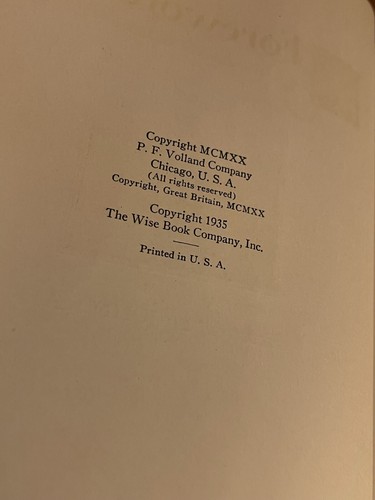 Copyright MCMXX
P. F. Volland Company
Chicago, U. S. A.
(All rights reserved)
Copyright, Great Britain, MCMXX
Copyright 1935
The Wise Book Company, Inc.
Printed in U. S. A.